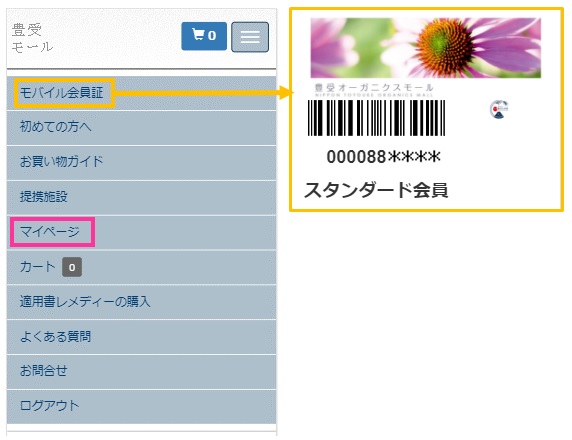 豊受
モール
0
モバイル会員証
初めての方へ
お買い物ガイド
提携施設
マイページ
カート 0
適用書レメディーの購入
よくある質問
お問合せ
ログアウト
豊受オーガニクスモール
NIPPON TOYOUKE ORGANICS MALL
000088＊＊＊＊
スタンダード会員